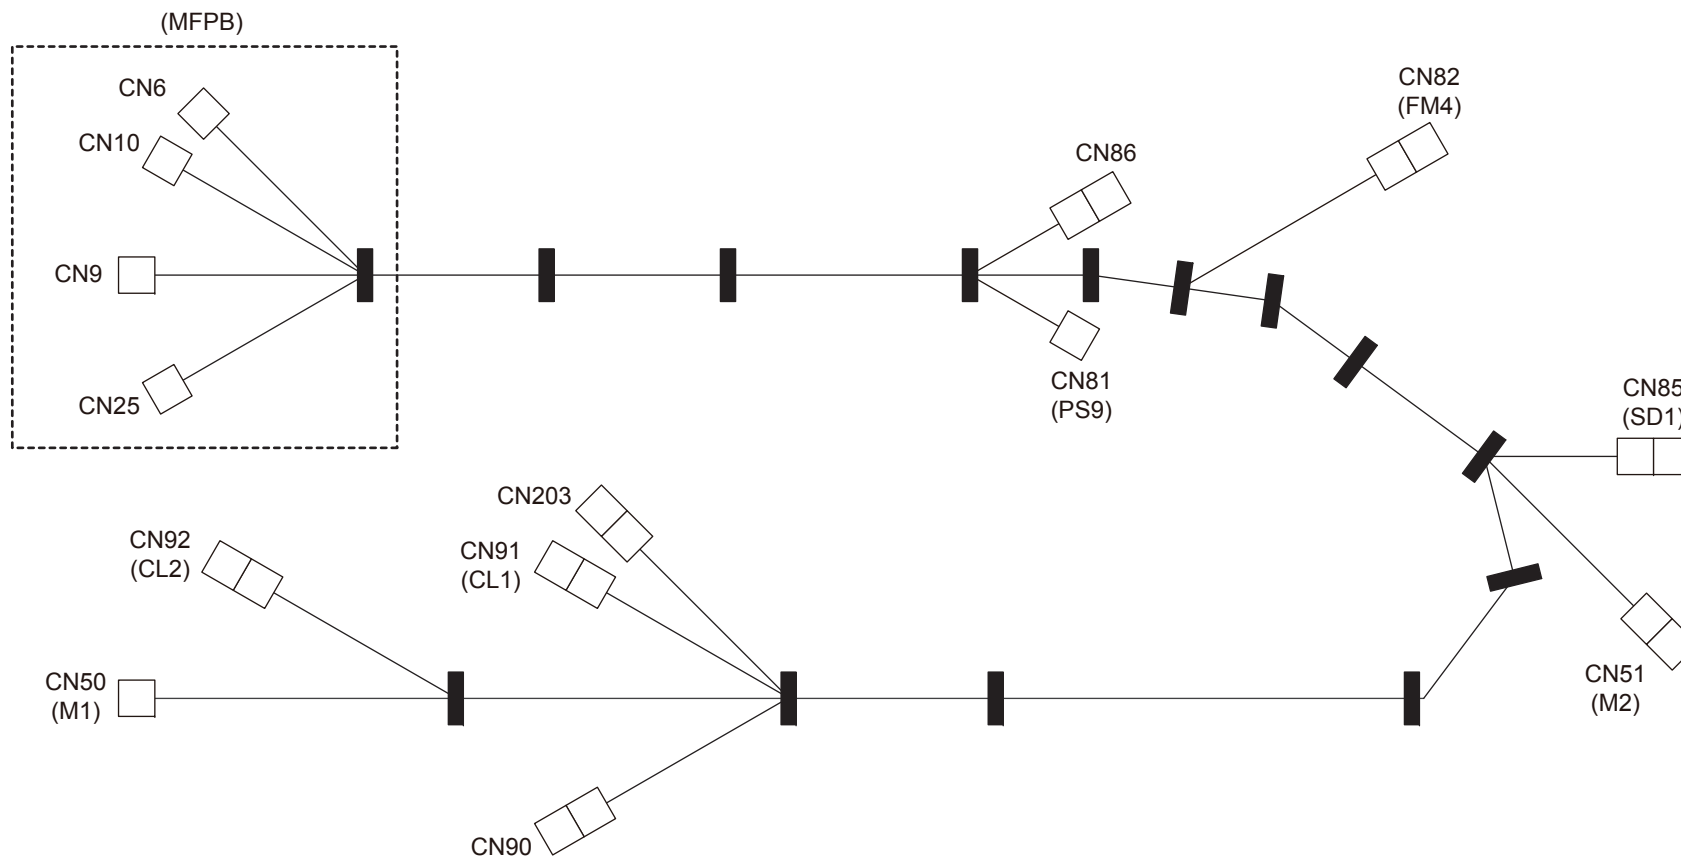 (MFPB)
CN6
CN10
CN9
CN25
CN86
CN82
(FM4)
CN81
(PS9)
CN85
(SD1)
CN203
CN92
(CL2)
CN91
(CL1)
CN50
(M1)
CN51
(M2)
CN90